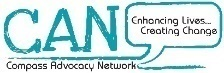 CAN
Enhancing Lives...
Creating Change
Compass Advocacy Network